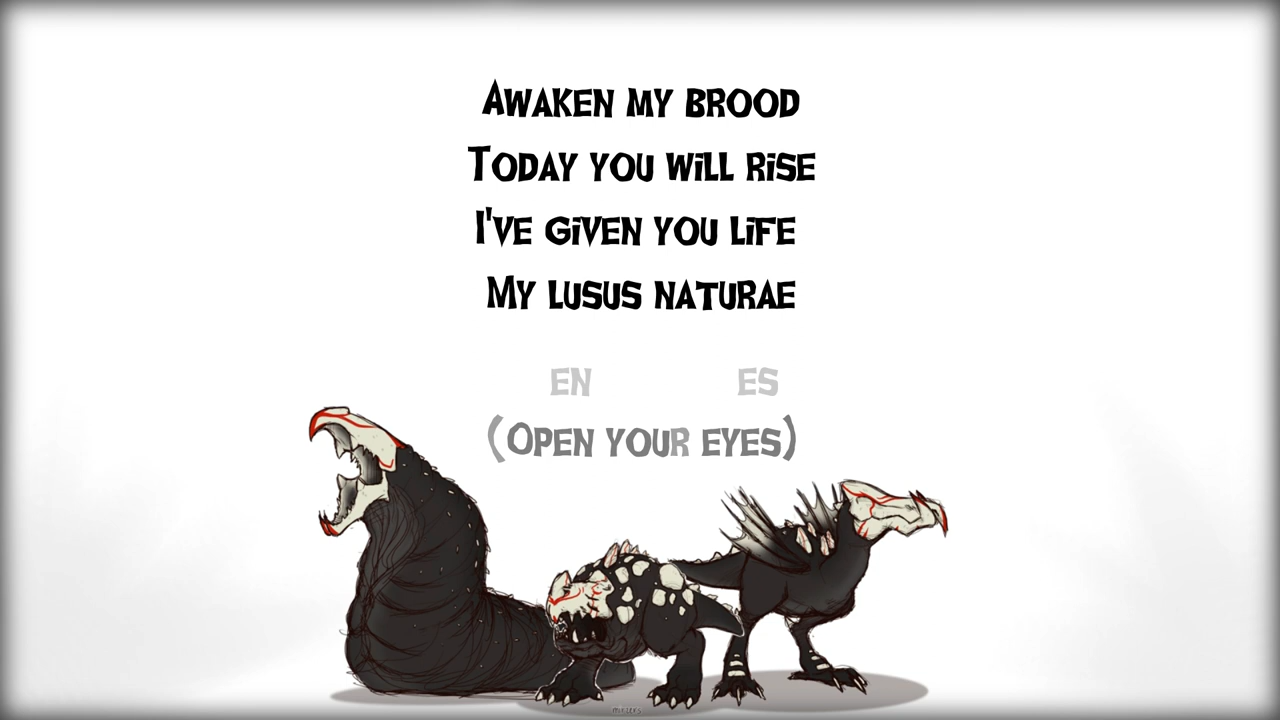 Awaken my brood
Today you will rise
I've given you life
My lusus naturae
en es
(Open your eyes)